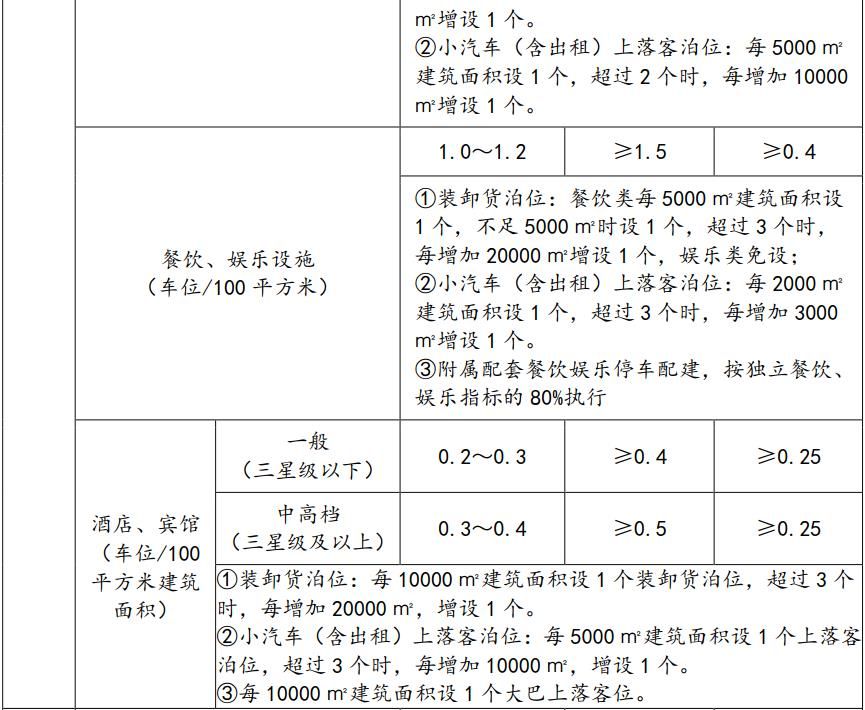 ㎡增设 1 个。
②小汽车（含出租）上落客泊位：每 5000 ㎡
建筑面积设 1 个，超过 2 个时，每增加 10000
㎡增设 1 个。
餐饮、娱乐设施
（车位/100 平方米）
1.0～1.2
≥1.5
≥0.4
①装卸货泊位：餐饮类每 5000 ㎡建筑面积设
1 个，不足 5000 ㎡时设 1 个，超过 3 个时，
每增加 20000 ㎡增设 1 个，娱乐类免设；
②小汽车（含出租）上落客泊位：每 2000 ㎡
建筑面积设 1 个，超过 3 个时，每增加 3000
㎡增设 1 个。
③附属配套餐饮娱乐停车配建，按独立餐饮、
娱乐指标的 80%执行
酒店、宾馆
（车位/100
平方米建筑
面积）
一般
（三星级以下）
0.2～0.3
≥0.4
≥0.25
中高档
（三星级及以上）
0.3～0.4
≥0.5
≥0.25
①装卸货泊位：每 10000 ㎡建筑面积设 1 个装卸货泊位，超过 3 个
时，每增加 20000 ㎡，增设 1 个。
②小汽车（含出租）上落客泊位：每 5000 ㎡建筑面积设 1 个上落客
泊位，超过 3 个时，每增加 10000 ㎡，增设 1 个。
③每 10000 ㎡建筑面积设 1 个大巴上落客位。